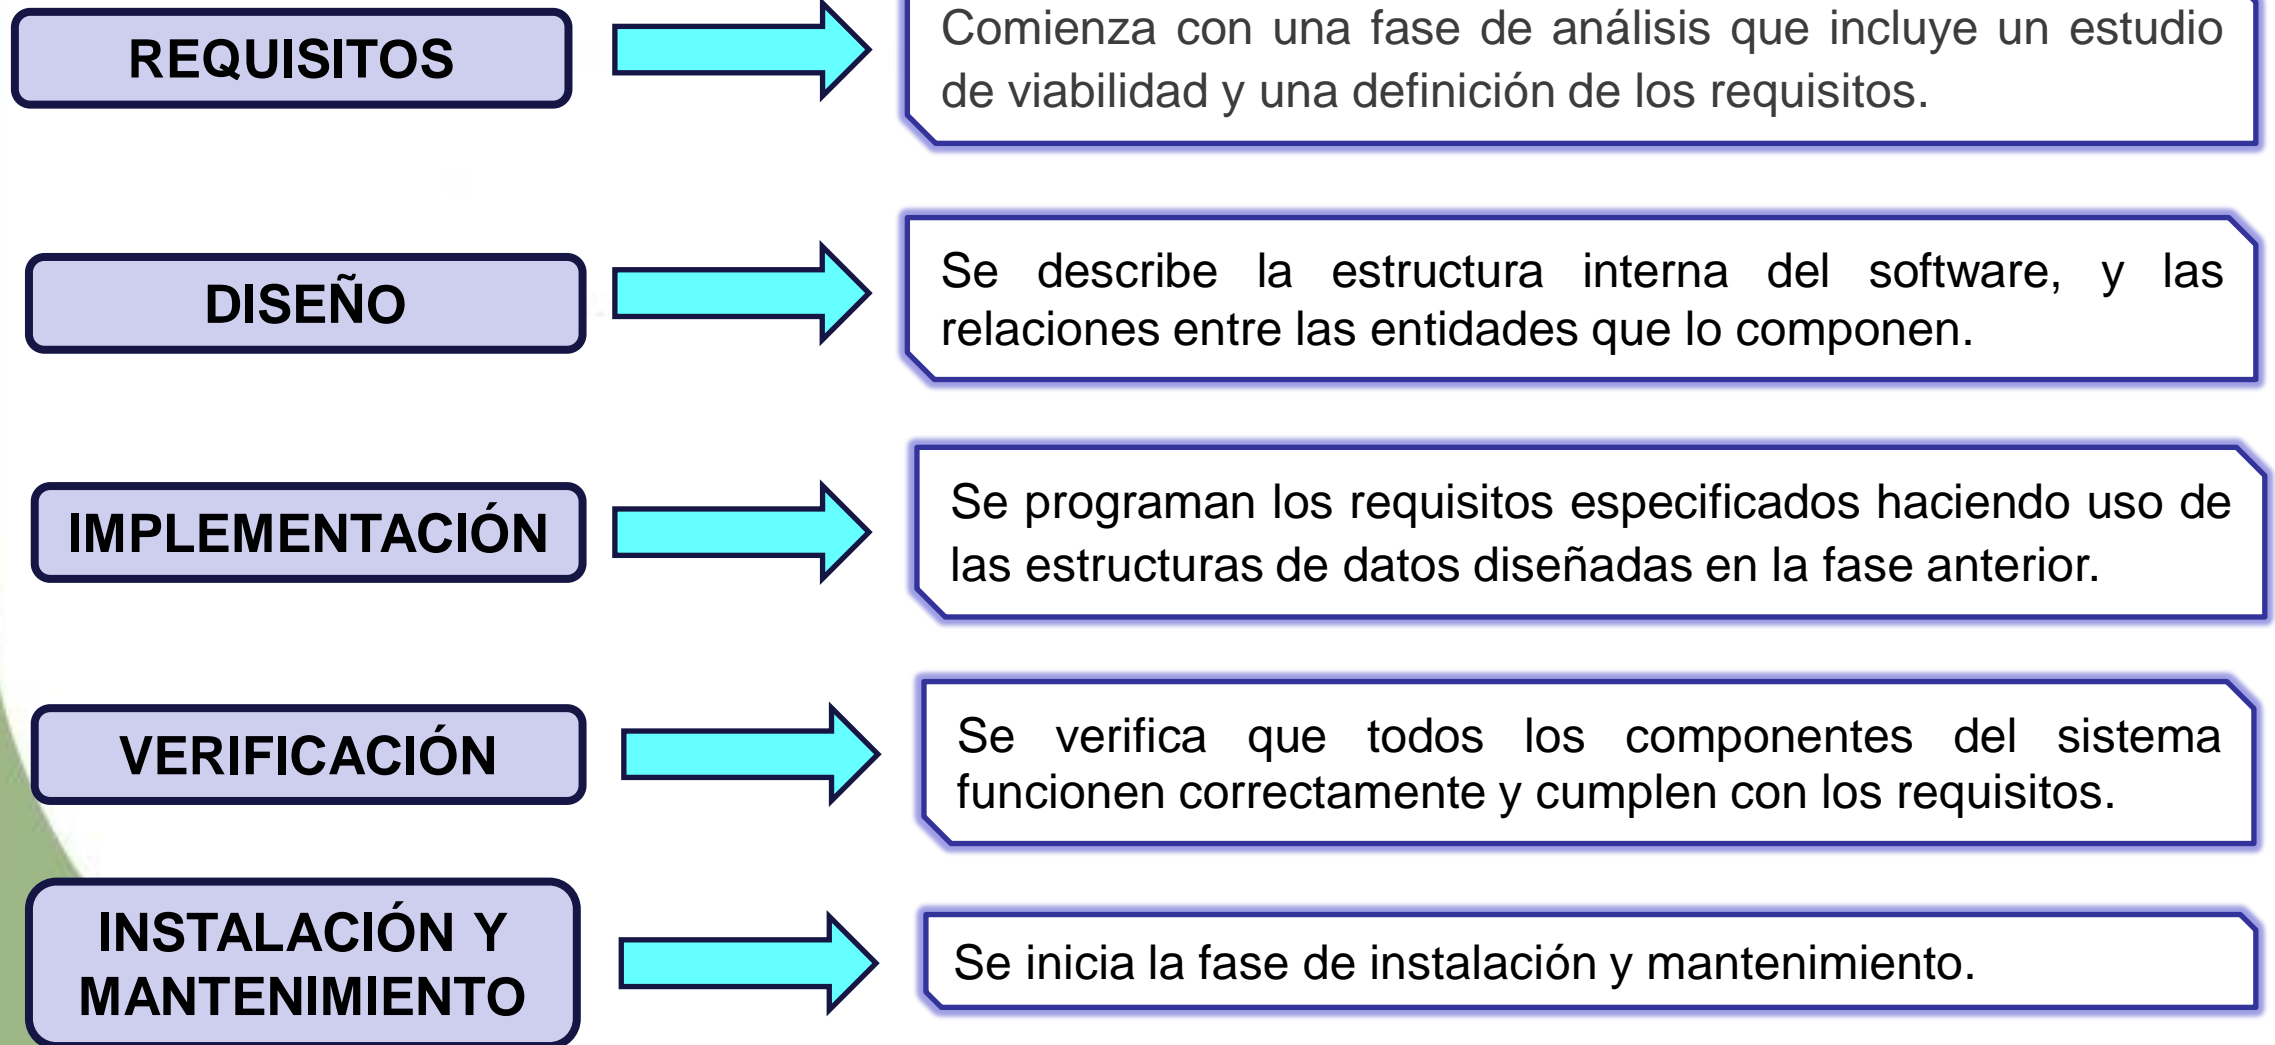 REQUISITOS
Comienza con una fase de análisis que incluye un estudio
de viabilidad y una definición de los requisitos.
DISEÑO
Se describe la estructura interna del software, y las
relaciones entre las entidades que lo componen.
IMPLEMENTACIÓN
Se programan los requisitos especificados haciendo uso de
las estructuras de datos diseñadas en la fase anterior.
VERIFICACIÓN
Se verifica que todos los componentes del sistema
funcionen correctamente y cumplen con los requisitos.
INSTALACIÓN Y
MANTENIMIENTO
Se inicia la fase de instalación y mantenimiento.